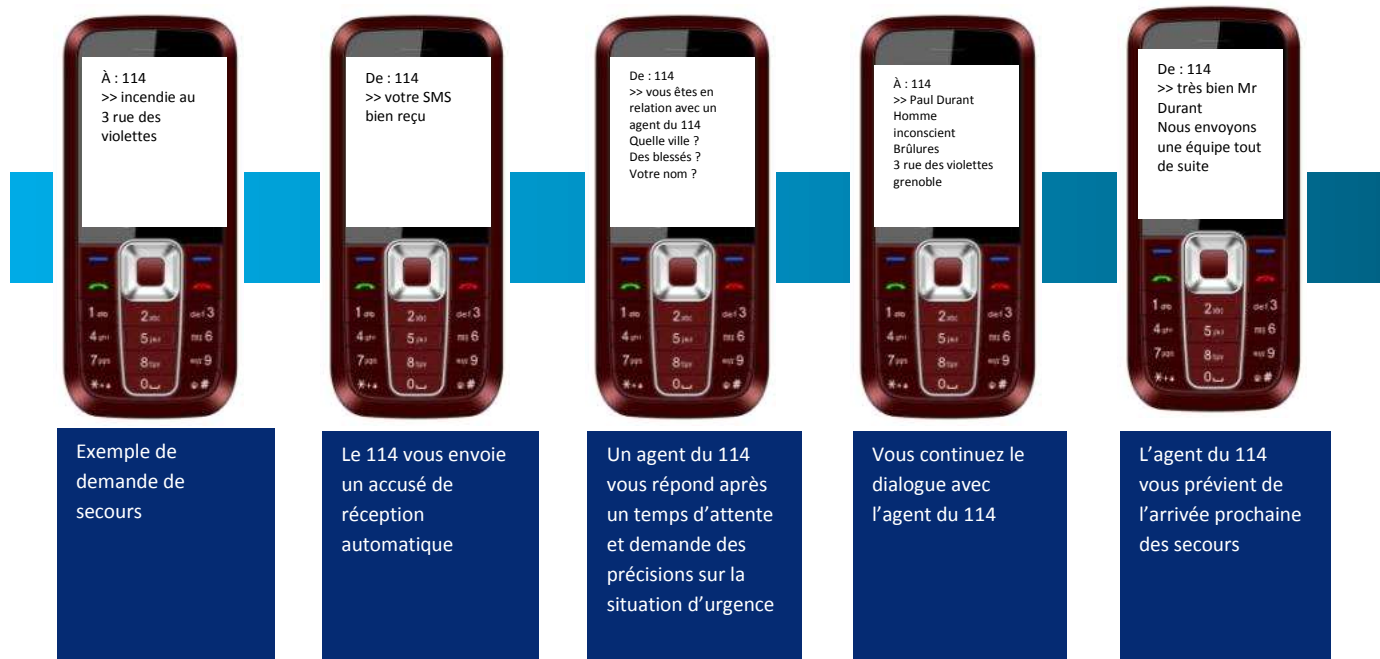 À : 114
>> incendie au
3 rue des
violettes
De : 114
>> votre SMS
bien reçu
De : 114
>> vous êtes en
relation avec un
agent du 114
Quelle ville ?
Des blessés ?
Votre nom ?
À : 114
>> Paul Durant
Homme
inconscient
Brûlures
3 rue des violettes
grenoble
De : 114
>> très bien Mr
Durant
Nous envoyons
une équipe tout
de suite
Exemple de
demande de
secours
Le 114 vous envoie
un accusé de
réception
automatique
Un agent du 114
vous répond après
un temps d’attente
et demande des
précisions sur la
situation d’urgence
Vous continuez le
dialogue avec
l’agent du 114
L’agent du 114
vous prévient de
l’arrivée prochaine
des secours